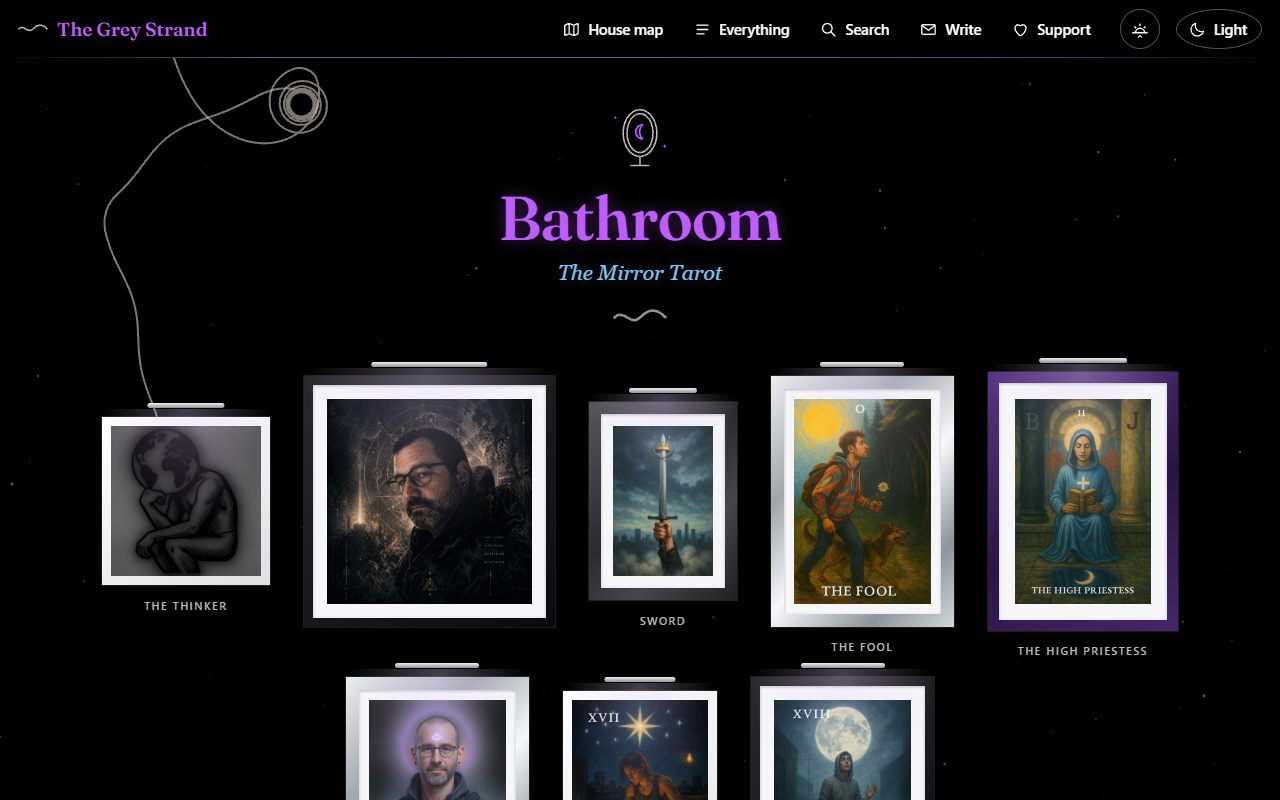 The Grey Strand
House map
Everything
Search
Write
Support
Light
Bathroom
The Mirror Tarot
O
THE FOOL
B
II
J
THE HIGH PRIESTESS
THE THINKER
SWORD
THE FOOL
THE HIGH PRIESTESS
XVII
XVIII